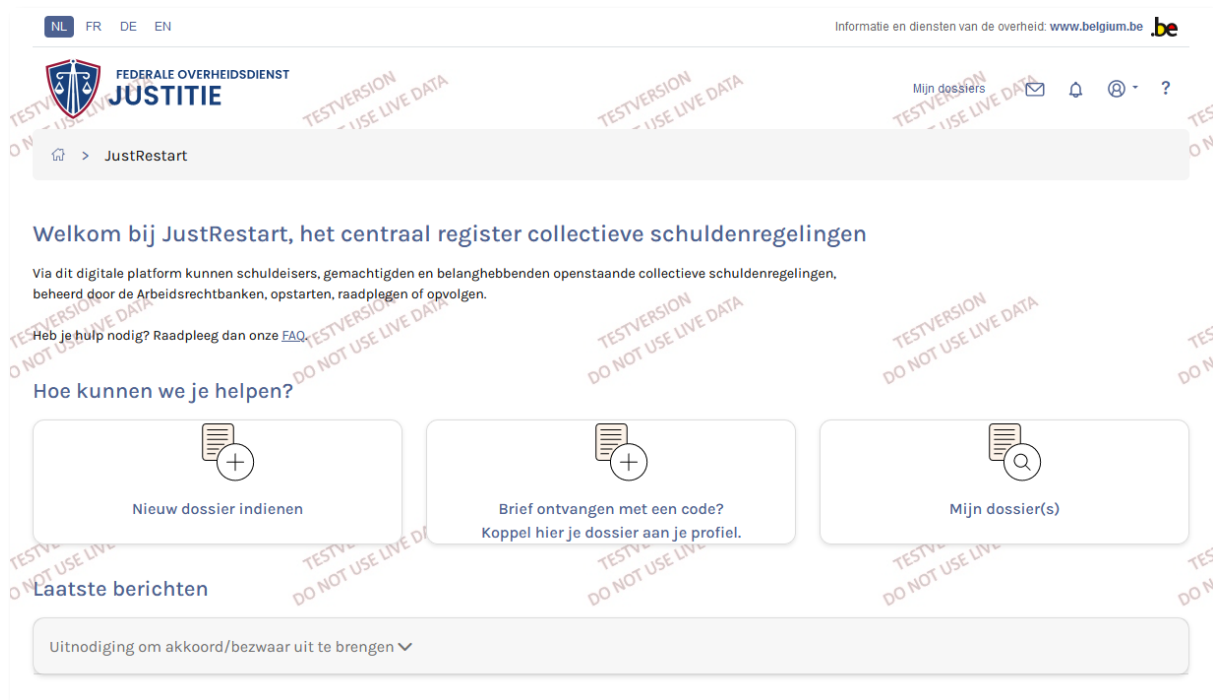 NL FR DE EN
Informatie en diensten van de overheid: www.belgium.be .be
FEDERALE OVERHEIDSDIENST
JUSTITIE
Mijn dossiers ?
> JustRestart
Welkom bij JustRestart, het centraal register collectieve schuldenregelingen
Via dit digitale platform kunnen schuldeisers, gemachtigden en belanghebbenden openstaande collectieve schuldenregelingen,
beheerd door de Arbeidsrechtbanken, opstarten, raadplegen of opvolgen.
Heb je hulp nodig? Raadpleeg dan onze FAQ.
Hoe kunnen we je helpen?
Nieuw dossier indienen
Brief ontvangen met een code?
Koppel hier je dossier aan je profiel.
Mijn dossier(s)
Laatste berichten
Uitnodiging om akkoord/bezwaar uit te brengen
TESTVERSION
DO NOT USE LIVE DATA